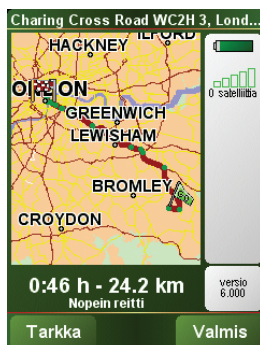 Charing Cross Road WC2H 3, Lond...
HACKNEY
ILFORD
0 satelliittia
GREENWICH
LEWISHAM
BROMLEY
CROYDON
0:46 h - 24.2 km
Nopein reitti
versio
6.000
Tarkka
Valmis